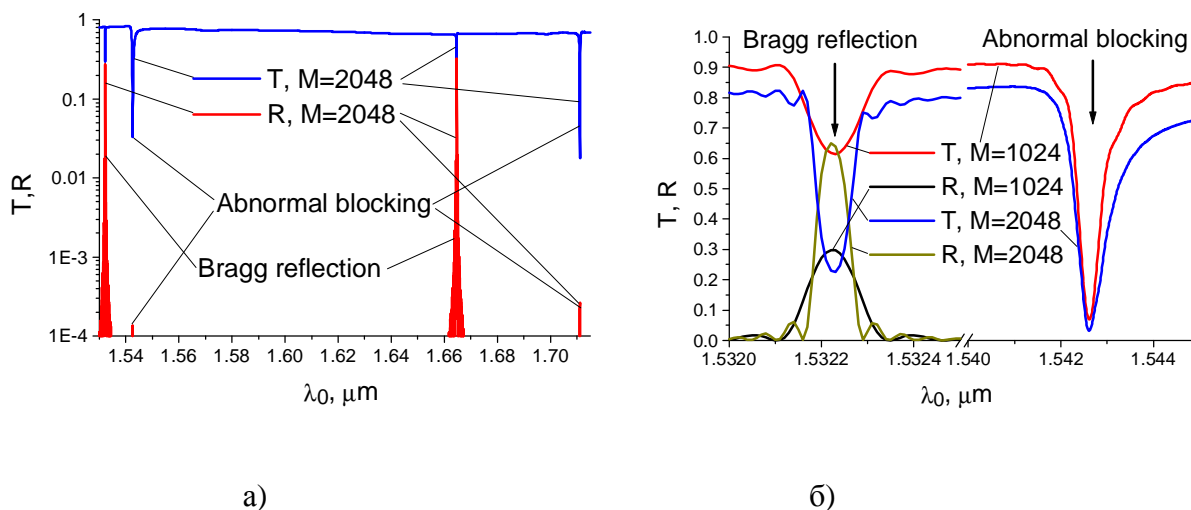 1
0.1
0.01
1E-3
1E-4
T,R
T, M=2048
R, M=2048
Abnormal blocking
Bragg reflection
1.54 1.56 1.58 1.60 1.62 1.64 1.66 1.68 1.70
λ0, μm
а)
Bragg reflection
Abnormal blocking
1.0
0.9
0.8
0.7
0.6
0.5
0.4
0.3
0.2
0.1
0.0
T, R
T, M=1024
R, M=1024
T, M=2048
R, M=2048
1.5320 1.5322 1.5324 1.540 1.542 1.544
λ0, μm
б)